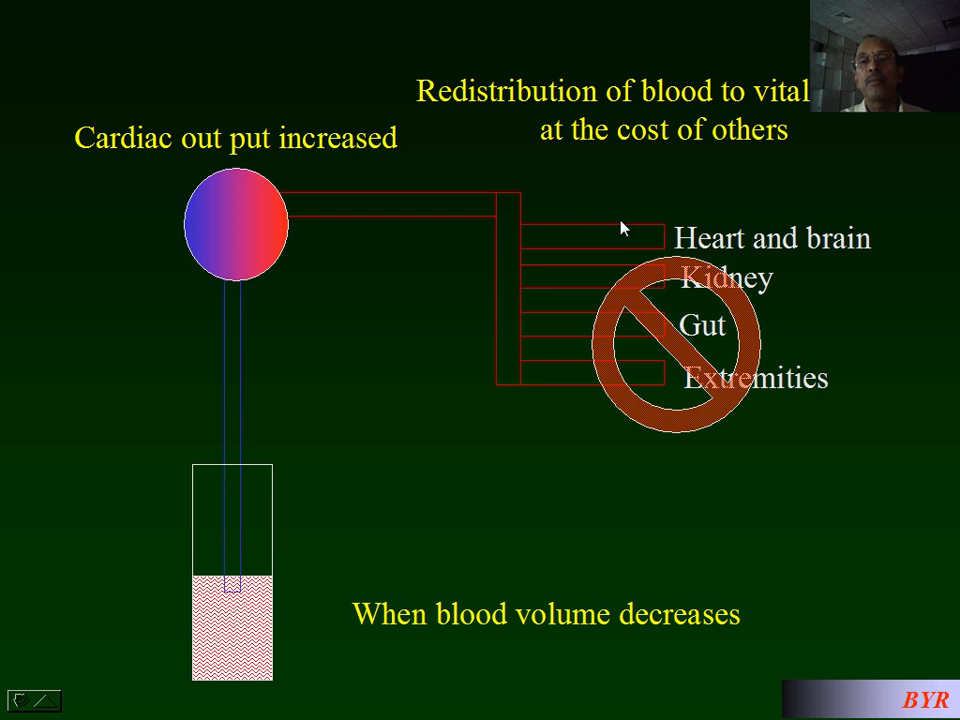 Redistribution of blood to vital
at the cost of others
Cardiac out put increased
Heart and brain
Kidney
Gut
Extremities
When blood volume decreases
BYR